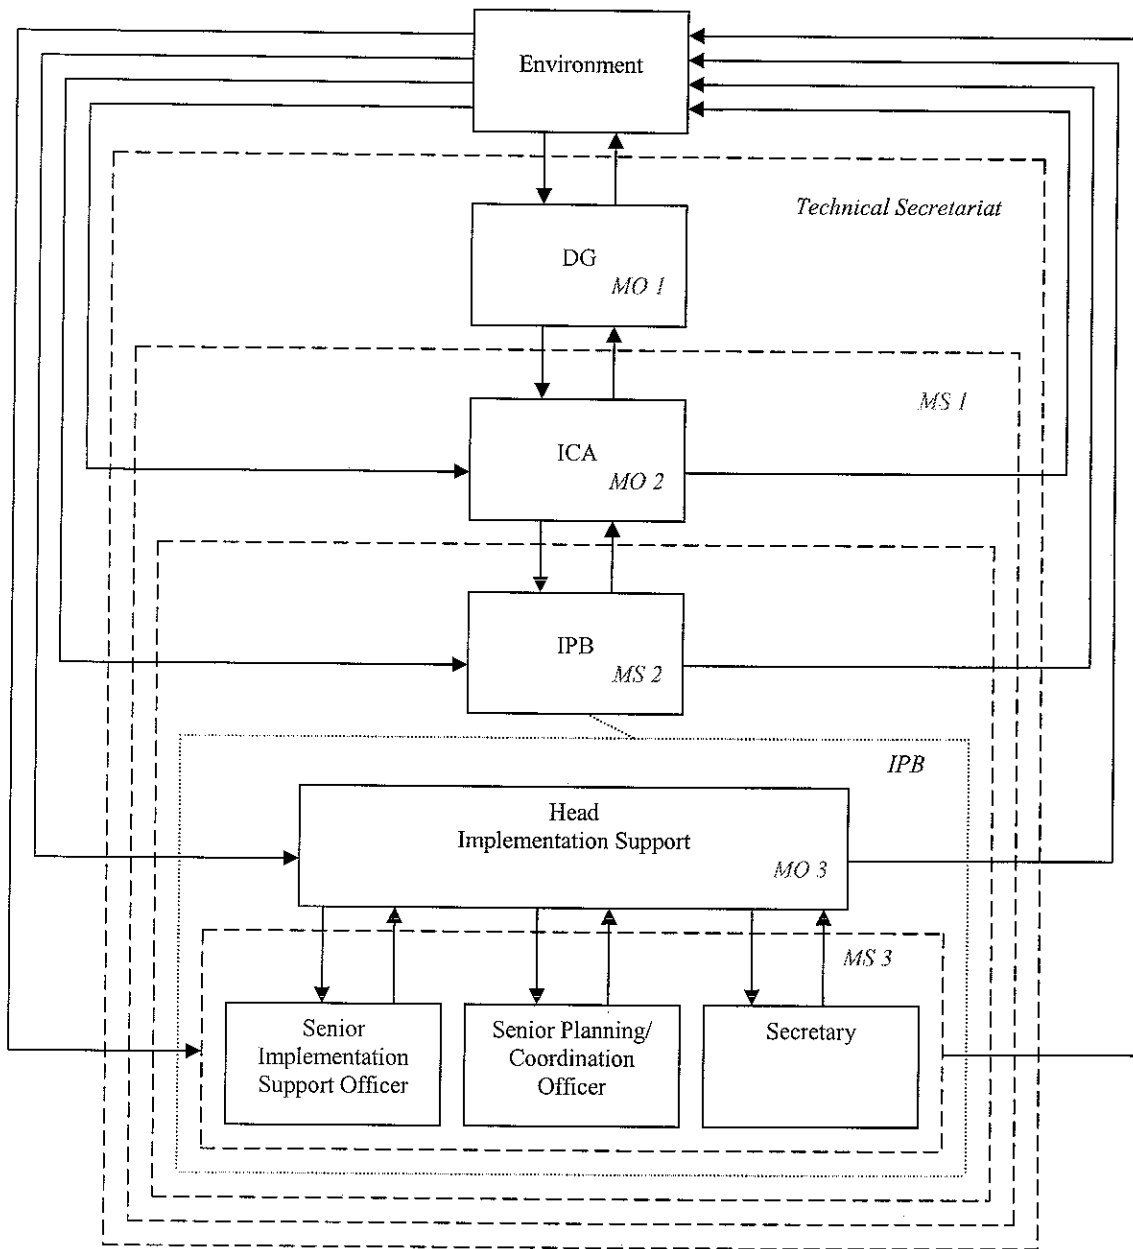 Environment
Technical Secretariat
DG
MO 1
MS 1
ICA
MO 2
IPB
MS 2
IPB
Head
Implementation Support
MO 3
MS 3
Senior
Implementation
Support Officer
Senior Planning/
Coordination
Officer
Secretary